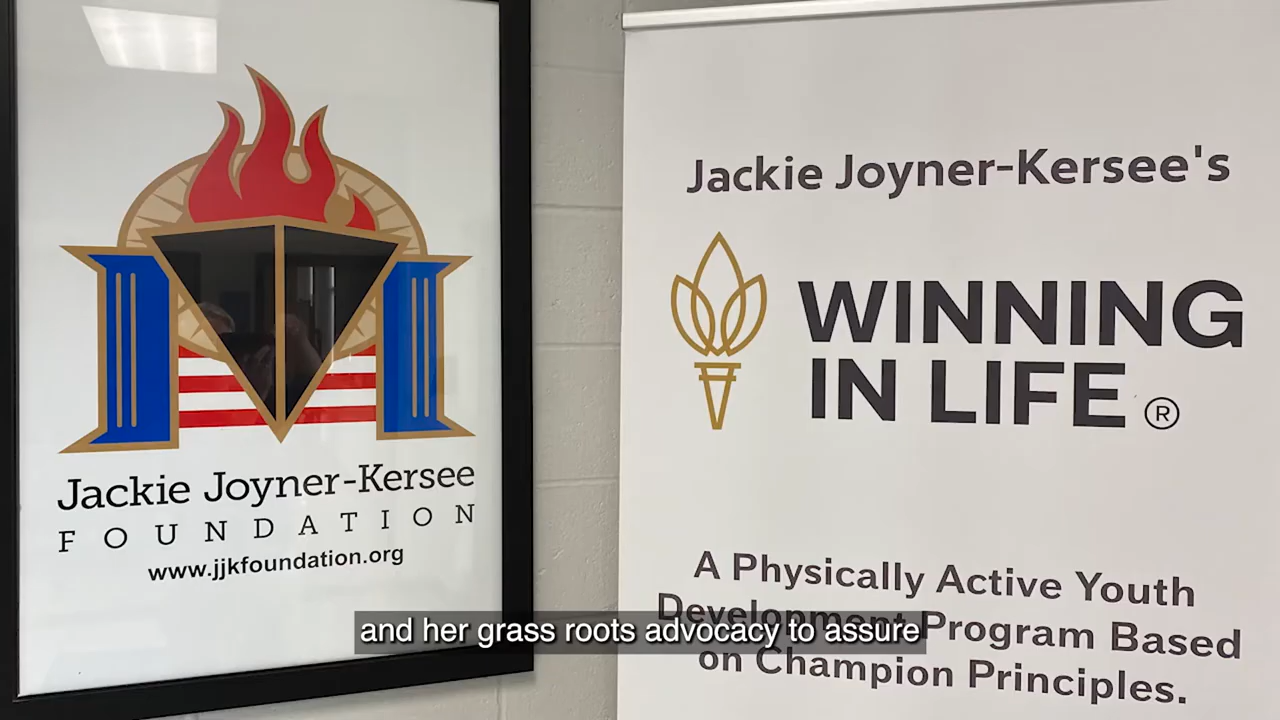 Jackie Joyner-Kersee
FOUNDATION
www.jjkfoundation.org
Jackie Joyner-Kersee's
WINNING
IN LIFE ®
A Physically Active Youth
Development Program Based
on Champion Principles.
and her grass roots advocacy to assure